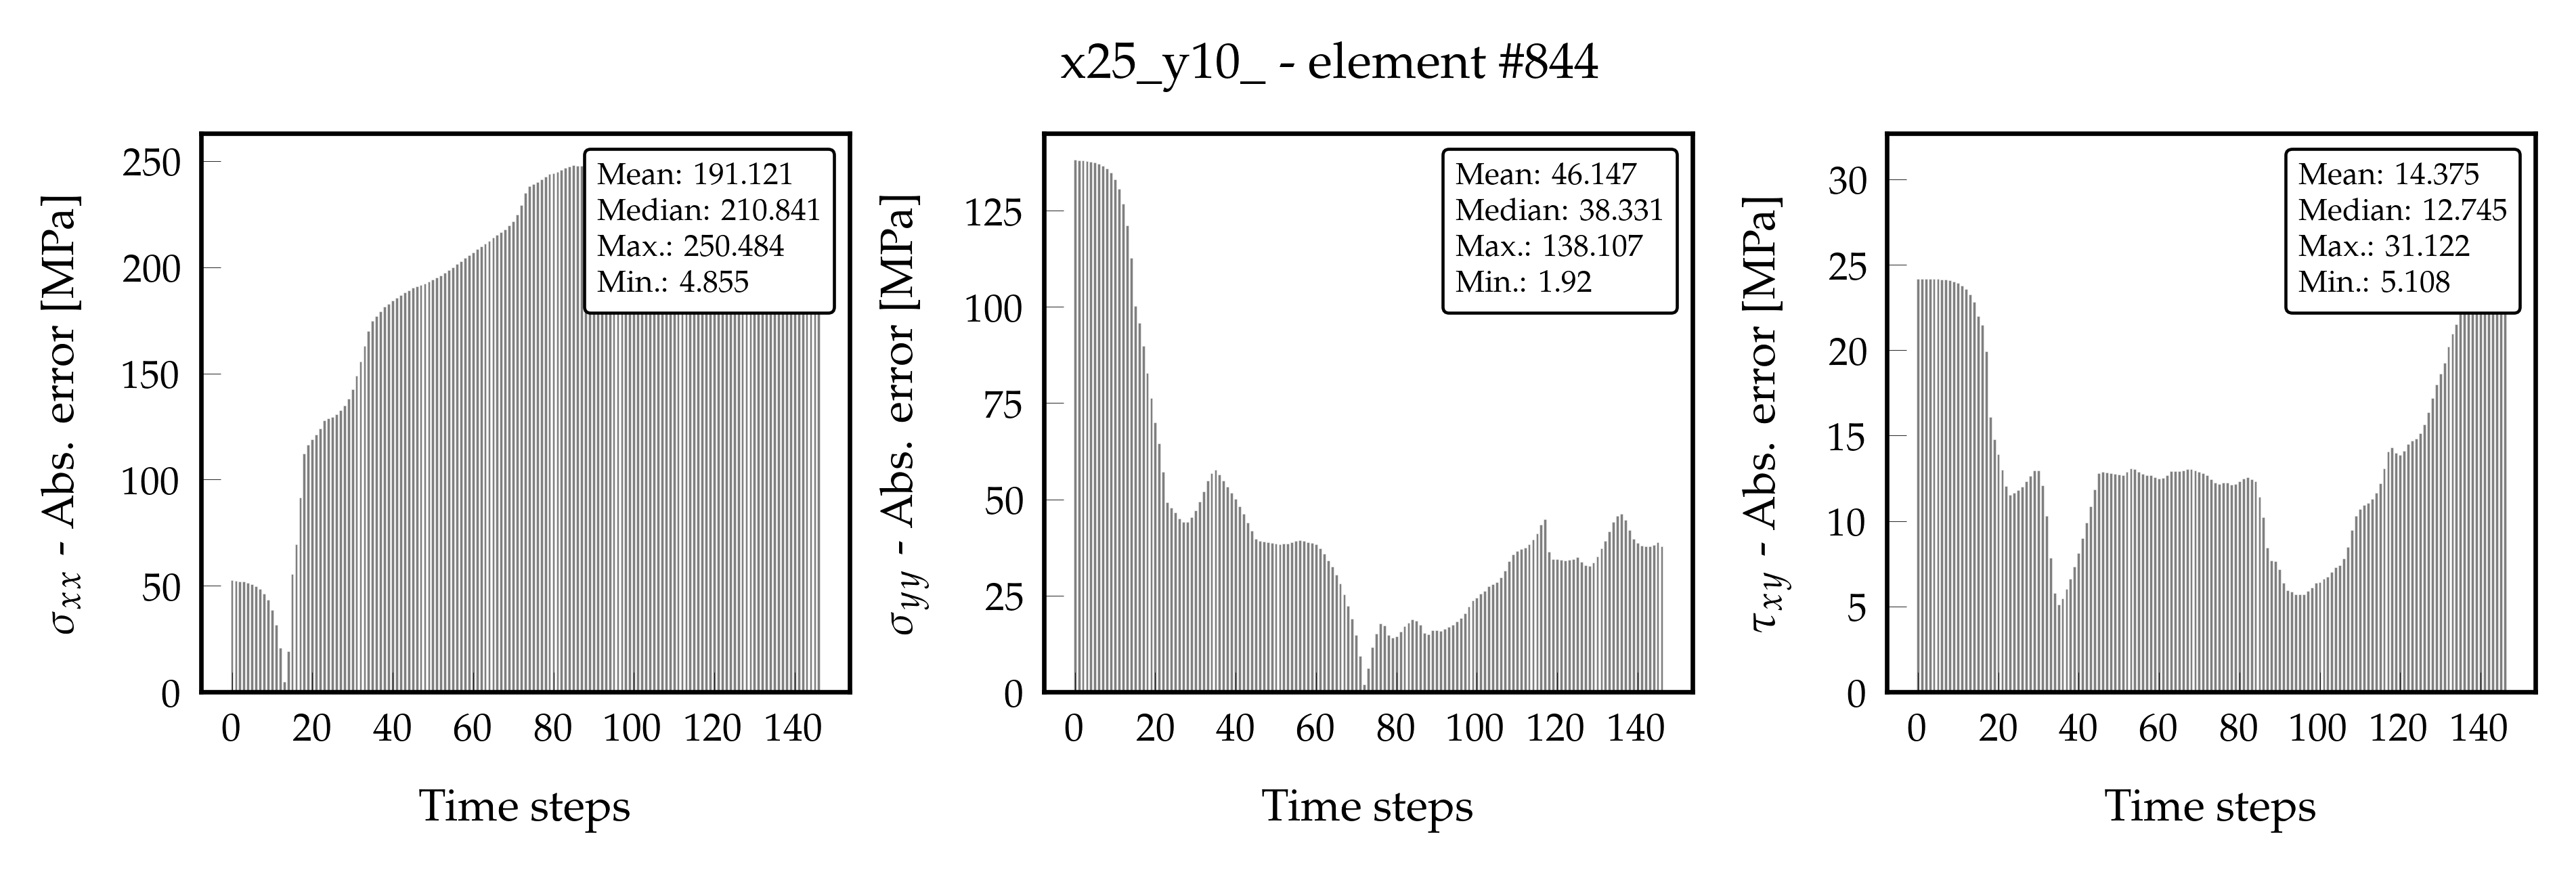 x25_y10_ - element #844
σxx - Abs. error [MPa]
250
200
150
100
50
0
Mean: 191.121
Median: 210.841
Max.: 250.484
Min.: 4.855
0 20 40 60 80 100 120 140
Time steps
σyy - Abs. error [MPa]
125
100
75
50
25
0
Mean: 46.147
Median: 38.331
Max.: 138.107
Min.: 1.92
0 20 40 60 80 100 120 140
Time steps
τxy - Abs. error [MPa]
30
25
20
15
10
5
0
Mean: 14.375
Median: 12.745
Max.: 31.122
Min.: 5.108
0 20 40 60 80 100 120 140
Time steps